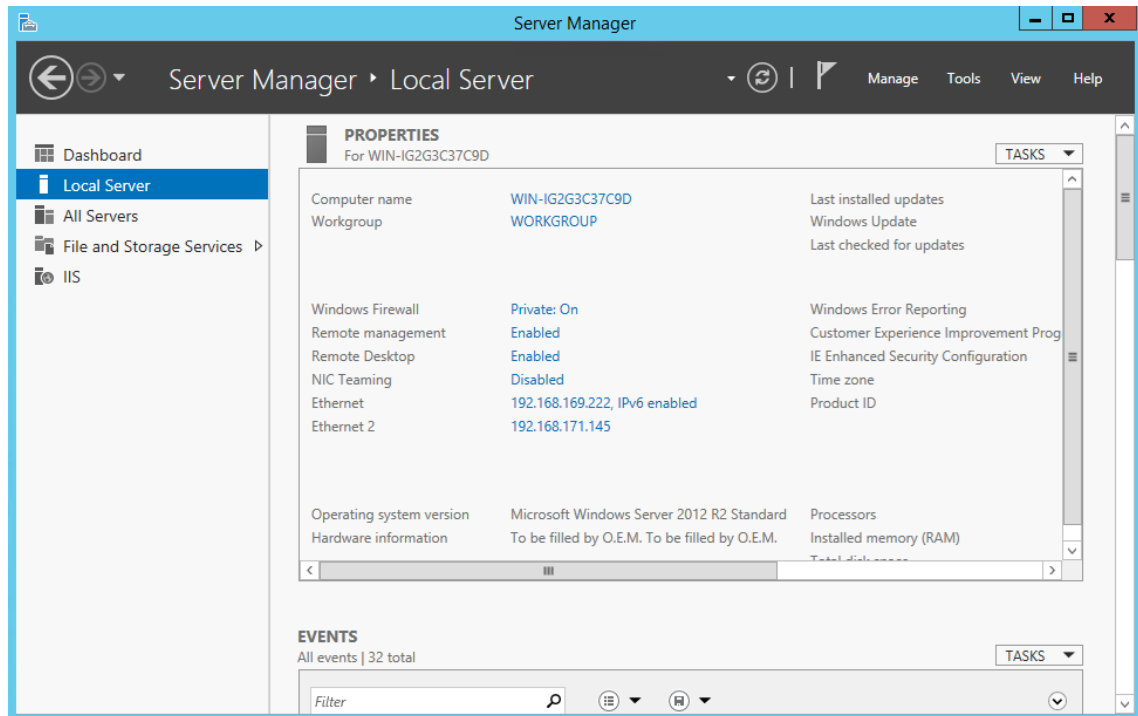 Server Manager
Server Manager ‣ Local Server
Manage Tools View Help
Dashboard
Local Server
All Servers
File and Storage Services
IIS
PROPERTIES
For WIN-IG2G3C37C9D
TASKS
Computer name WIN-IG2G3C37C9D Last installed updates
Workgroup WORKGROUP Windows Update
Last checked for updates
Windows Firewall Private: On Windows Error Reporting
Remote management Enabled Customer Experience Improvement Prog
Remote Desktop Enabled IE Enhanced Security Configuration
NIC Teaming Disabled Time zone
Ethernet 192.168.169.222, IPv6 enabled Product ID
Ethernet 2 192.168.171.145
Operating system version Microsoft Windows Server 2012 R2 Standard Processors
Hardware information To be filled by O.E.M. To be filled by O.E.M. Installed memory (RAM)
Total disk space
EVENTS
All events | 32 total
TASKS
Filter